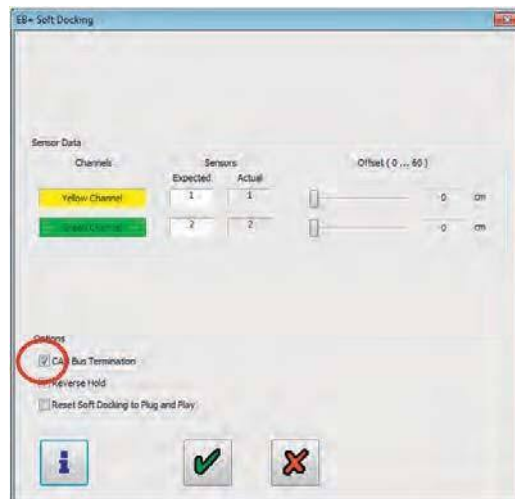 EB+ Soft Docking
Sensor Data
Channels Sensors Offset ( 0 ... 60 )
Expected Actual
Yellow Channel 1 1 0 cm
Green Channel 2 2 0 cm
Options
CAN Bus Termination
Reverse Hold
Reset Soft Docking to Plug and Play
i